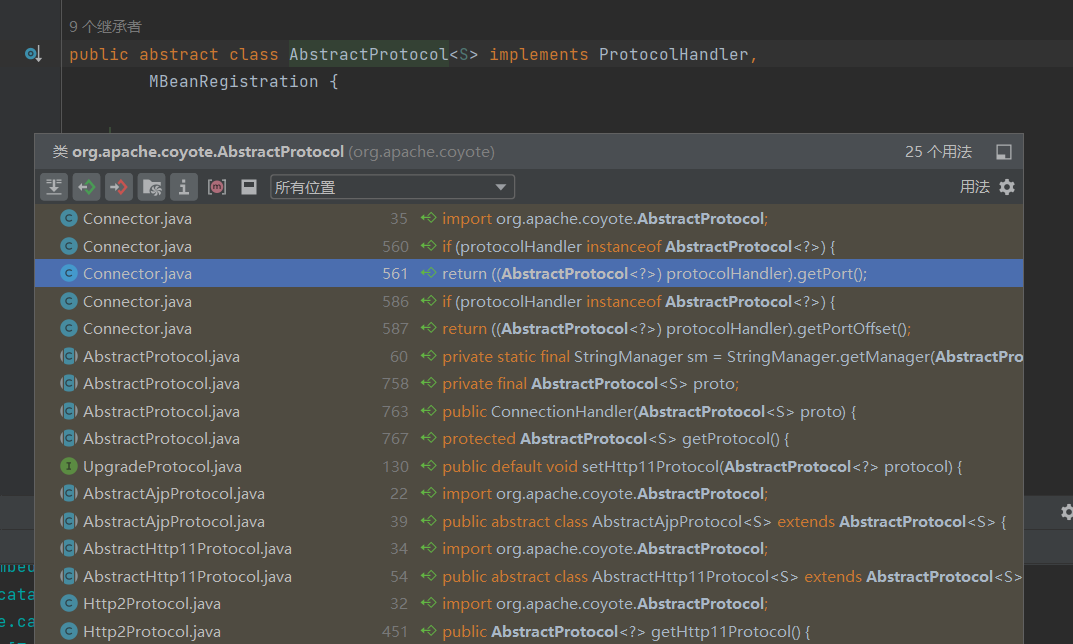 9 个继承者
public abstract class AbstractProtocol<S> implements ProtocolHandler,
MBeanRegistration {
类 org.apache.coyote.AbstractProtocol (org.apache.coyote) 25 个用法
所有位置 用法
Connector.java 35 import org.apache.coyote.AbstractProtocol;
Connector.java 560 if (protocolHandler instanceof AbstractProtocol<?>) {
Connector.java 561 return ((AbstractProtocol<?>) protocolHandler).getPort();
Connector.java 586 if (protocolHandler instanceof AbstractProtocol<?>) {
Connector.java 587 return ((AbstractProtocol<?>) protocolHandler).getPortOffset();
AbstractProtocol.java 60 private static final StringManager sm = StringManager.getManager(AbstractPro
AbstractProtocol.java 758 private final AbstractProtocol<S> proto;
AbstractProtocol.java 763 public ConnectionHandler(AbstractProtocol<S> proto) {
AbstractProtocol.java 767 protected AbstractProtocol<S> getProtocol() {
UpgradeProtocol.java 130 public default void setHttp11Protocol(AbstractProtocol<?> protocol) {
AbstractAjpProtocol.java 22 import org.apache.coyote.AbstractProtocol;
AbstractAjpProtocol.java 39 public abstract class AbstractAjpProtocol<S> extends AbstractProtocol<S> {
AbstractHttp11Protocol.java 34 import org.apache.coyote.AbstractProtocol;
AbstractHttp11Protocol.java 54 public abstract class AbstractHttp11Protocol<S> extends AbstractProtocol<S>
Http2Protocol.java 32 import org.apache.coyote.AbstractProtocol;
Http2Protocol.java 451 public AbstractProtocol<?> getHttp11Protocol() {
mbeu
cata
e.ca